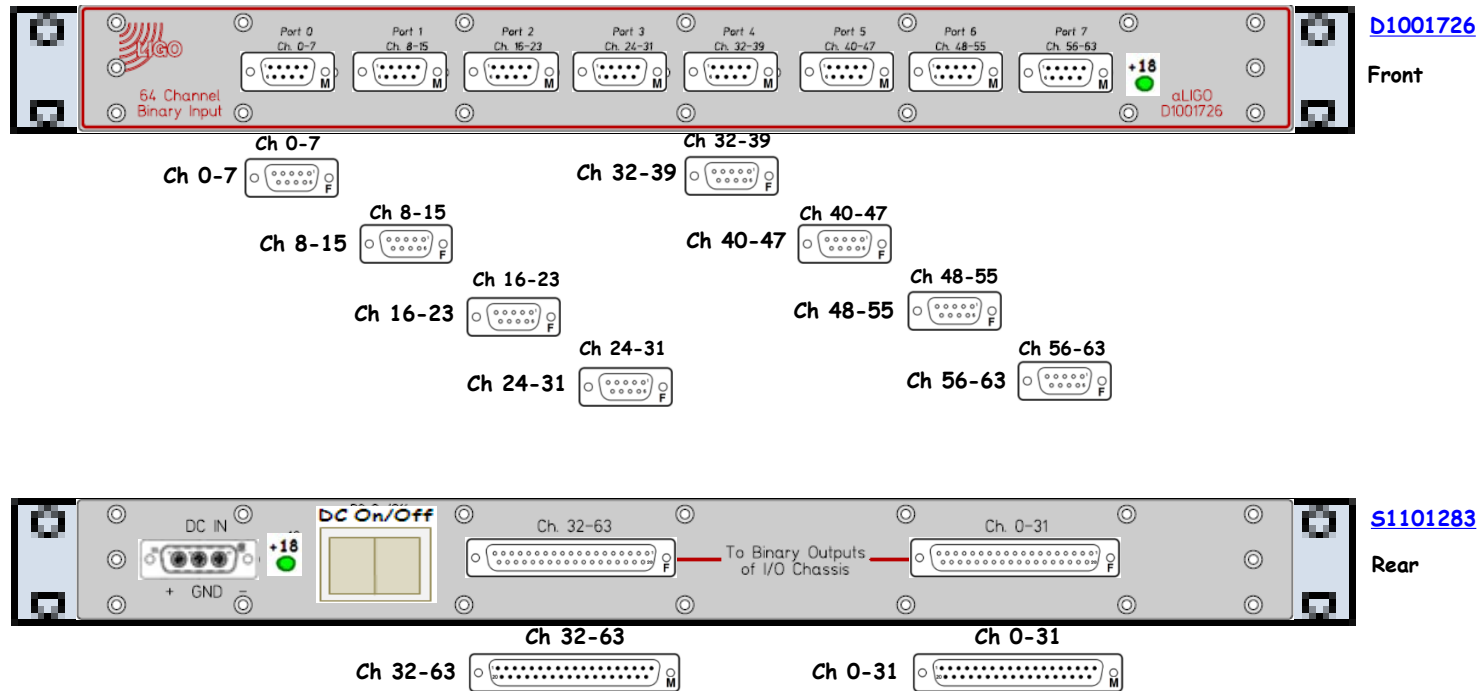 Port 0 Port 1 Port 2 Port 3 Port 4 Port 5 Port 6 Port 7
Ch. 0-7 Ch. 8-15 Ch. 16-23 Ch. 24-31 Ch. 32-39 Ch. 40-47 Ch. 48-55 Ch. 56-63
LIGO
M M M M M M M M
+18
64 Channel
Binary Input
aLIGO
D1001726
D1001726
Front
Ch 0-7
Ch 0-7
F
Ch 32-39
Ch 32-39
F
Ch 8-15
Ch 8-15
F
Ch 40-47
Ch 40-47
F
Ch 16-23
Ch 16-23
F
Ch 48-55
Ch 48-55
F
Ch 24-31
Ch 24-31
F
Ch 56-63
Ch 56-63
F
DC IN
+ GND -
+18
DC On/Off
Ch. 32-63
F
To Binary Outputs
of I/O Chassis
Ch. 0-31
F
S1101283
Rear
Ch 32-63
Ch 32-63
M
Ch 0-31
Ch 0-31
M